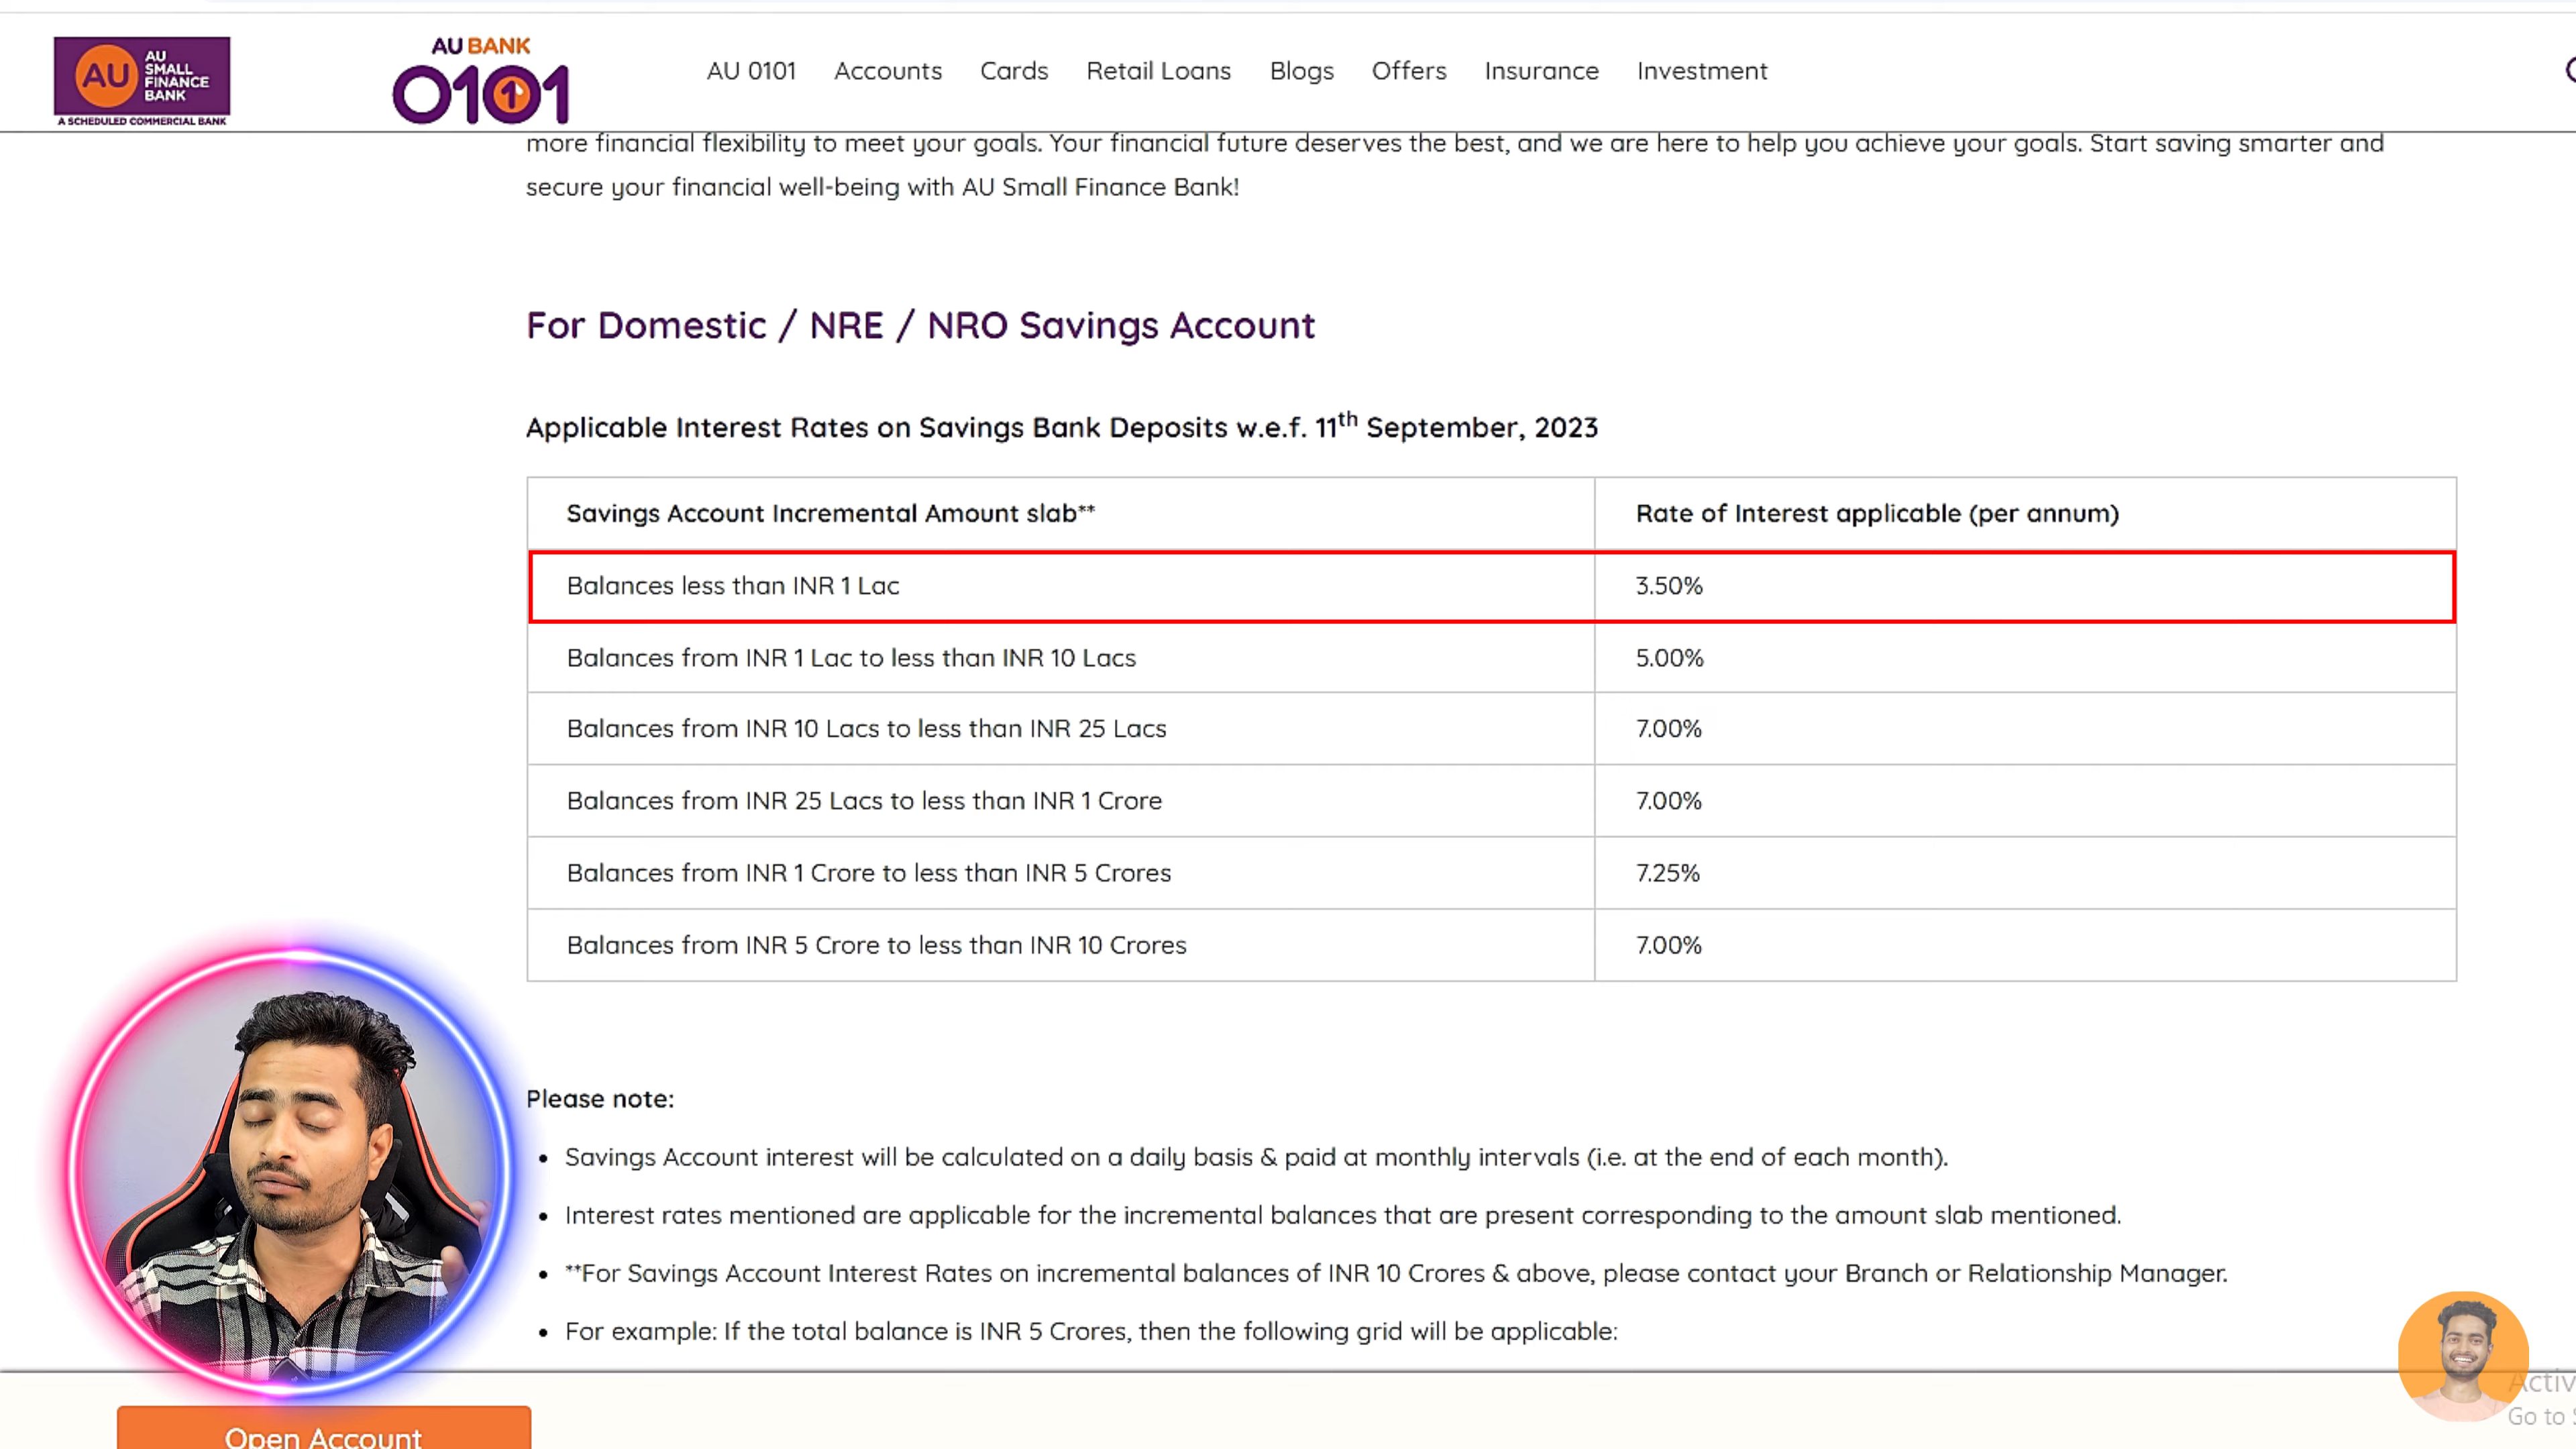 AU
AU
SMALL
FINANCE
BANK
A SCHEDULED COMMERCIAL BANK
AU BANK
0101
AU 0101 Accounts Cards Retail Loans Blogs Offers Insurance Investment
more financial flexibility to meet your goals. Your financial future deserves the best, and we are here to help you achieve your goals. Start saving smarter and
secure your financial well-being with AU Small Finance Bank!
For Domestic / NRE / NRO Savings Account
Applicable Interest Rates on Savings Bank Deposits w.e.f. 11th September, 2023
Savings Account Incremental Amount slab** Rate of Interest applicable (per annum)
Balances less than INR 1 Lac 3.50%
Balances from INR 1 Lac to less than INR 10 Lacs 5.00%
Balances from INR 10 Lacs to less than INR 25 Lacs 7.00%
Balances from INR 25 Lacs to less than INR 1 Crore 7.00%
Balances from INR 1 Crore to less than INR 5 Crores 7.25%
Balances from INR 5 Crore to less than INR 10 Crores 7.00%
Please note:
• Savings Account interest will be calculated on a daily basis & paid at monthly intervals (i.e. at the end of each month).
• Interest rates mentioned are applicable for the incremental balances that are present corresponding to the amount slab mentioned.
• **For Savings Account Interest Rates on incremental balances of INR 10 Crores & above, please contact your Branch or Relationship Manager.
• For example: If the total balance is INR 5 Crores, then the following grid will be applicable:
Open Account
Activ
Go to S